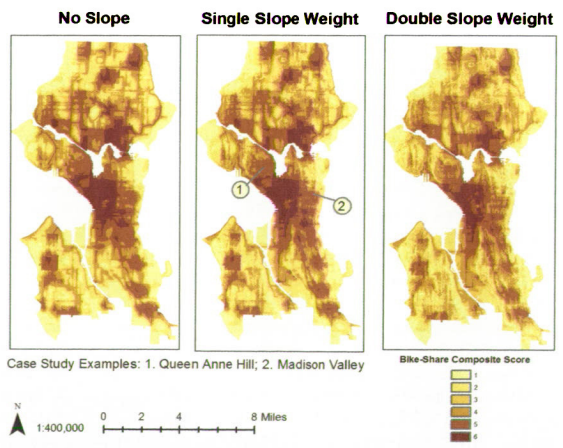 No Slope
Single Slope Weight
Double Slope Weight
1
2
Case Study Examples: 1. Queen Anne Hill; 2. Madison Valley
Bike-Share Composite Score
1
2
3
4
5
6
N
1:400,000
0 2 4 8 Miles